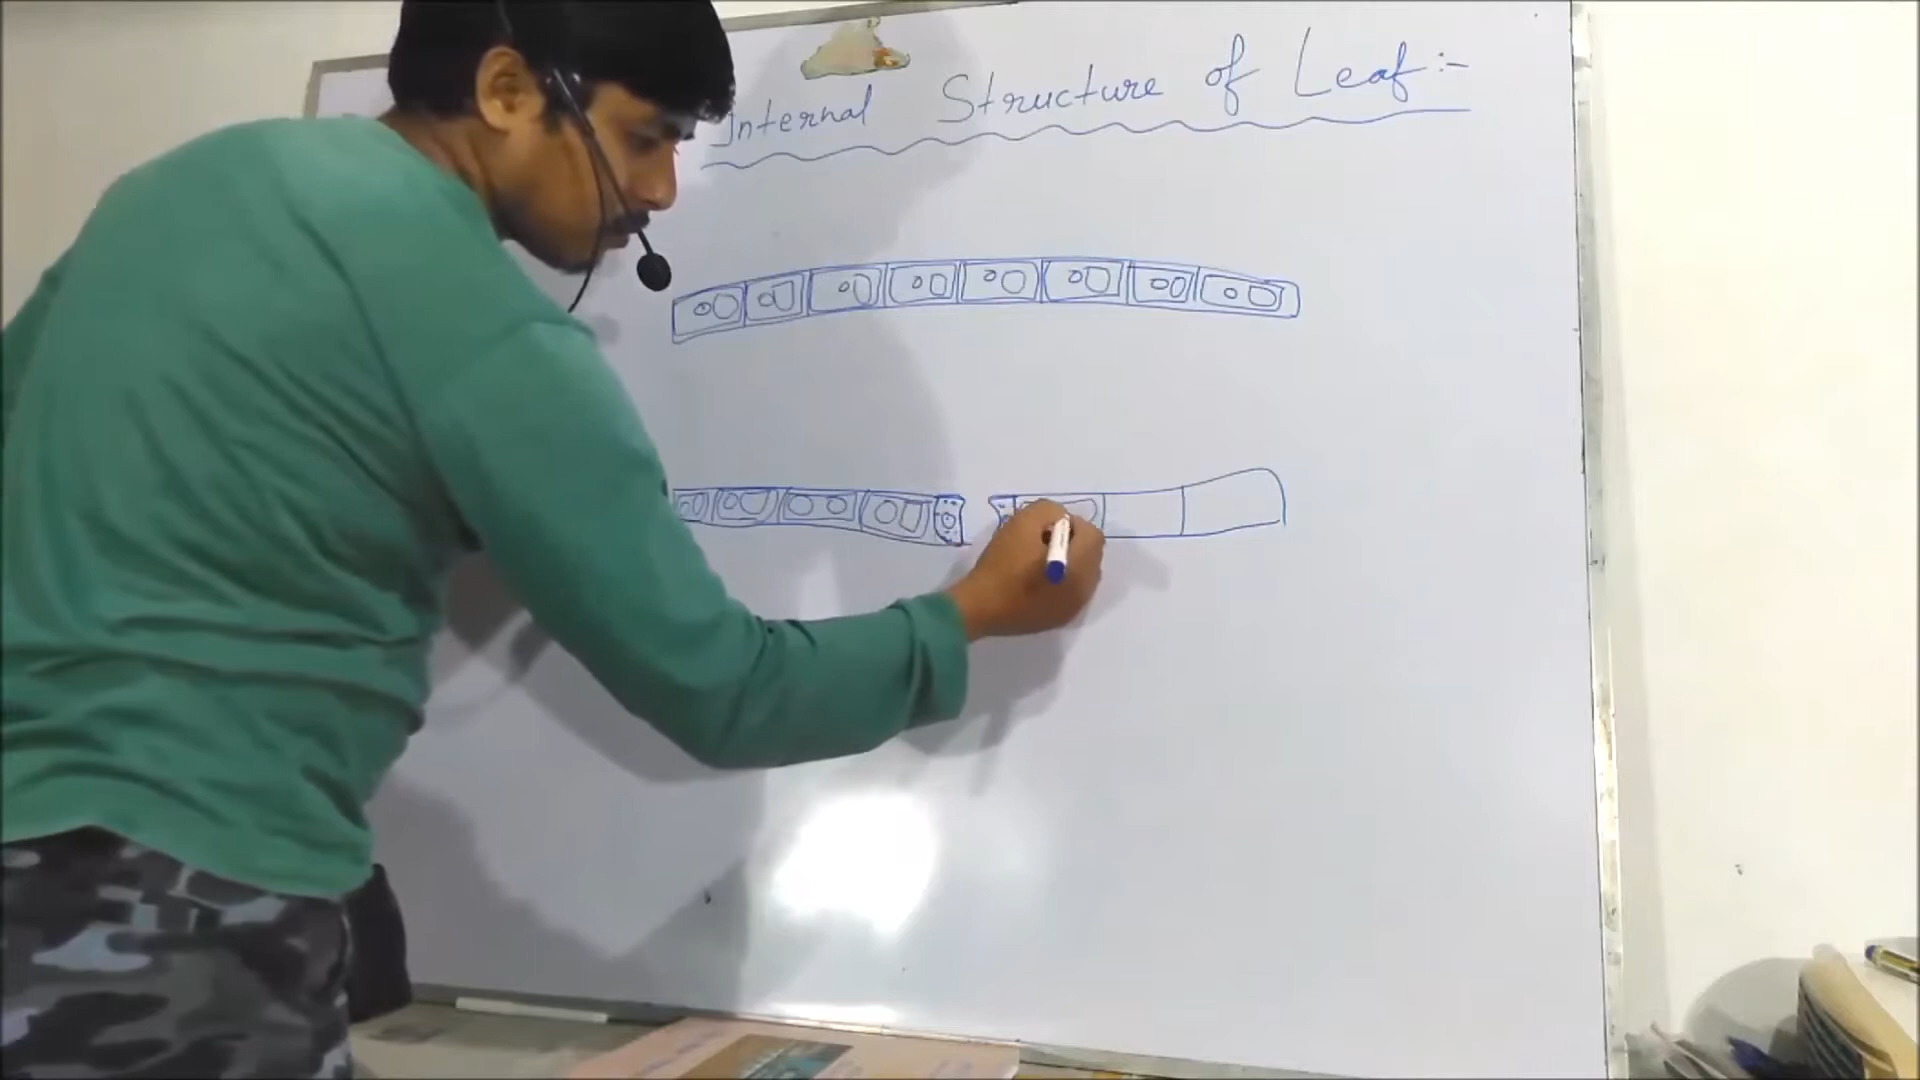 Internal Structure of Leaf :-